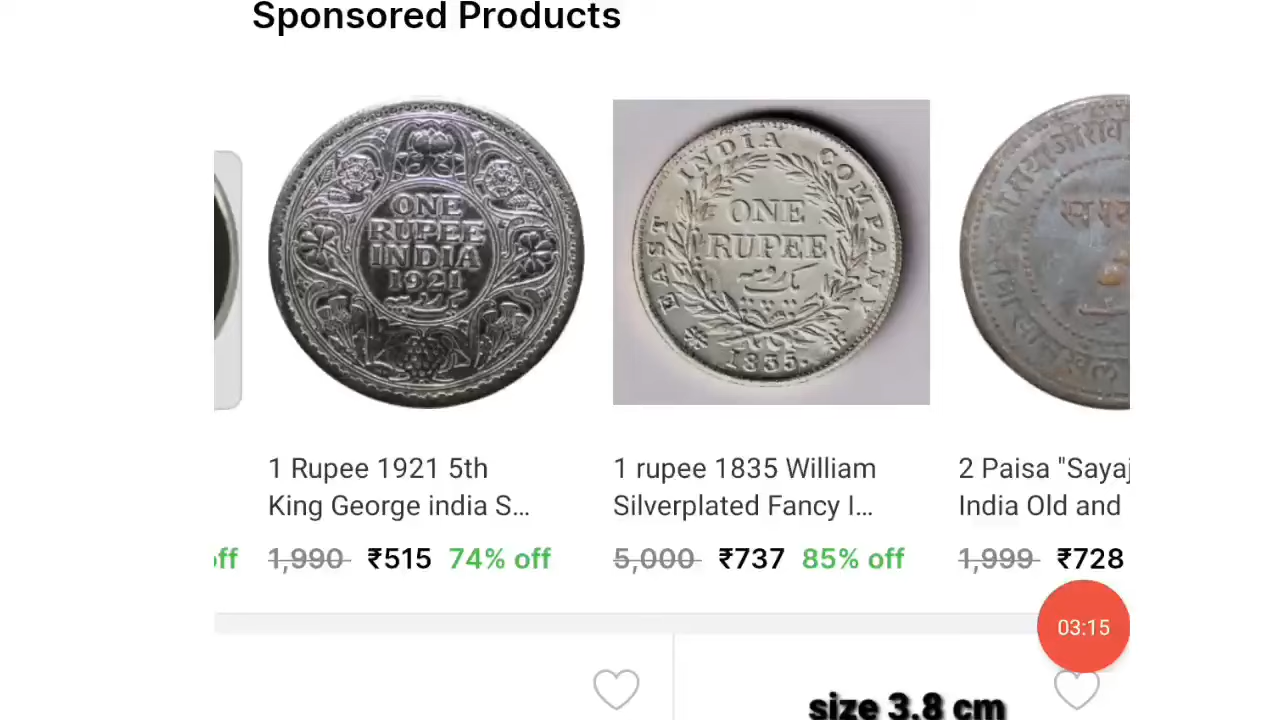 Sponsored Products
ONE
RUPEE
INDIA
1921
EAST INDIA COMPANY
ONE
RUPEE
1835.
1 Rupee 1921 5th
King George india S...
1,990 ₹515 74% off
1 rupee 1835 William
Silverplated Fancy I...
5,000 ₹737 85% off
2 Paisa "Sayaj
India Old and
1,999 ₹728
off
03:15
size 3.8 cm